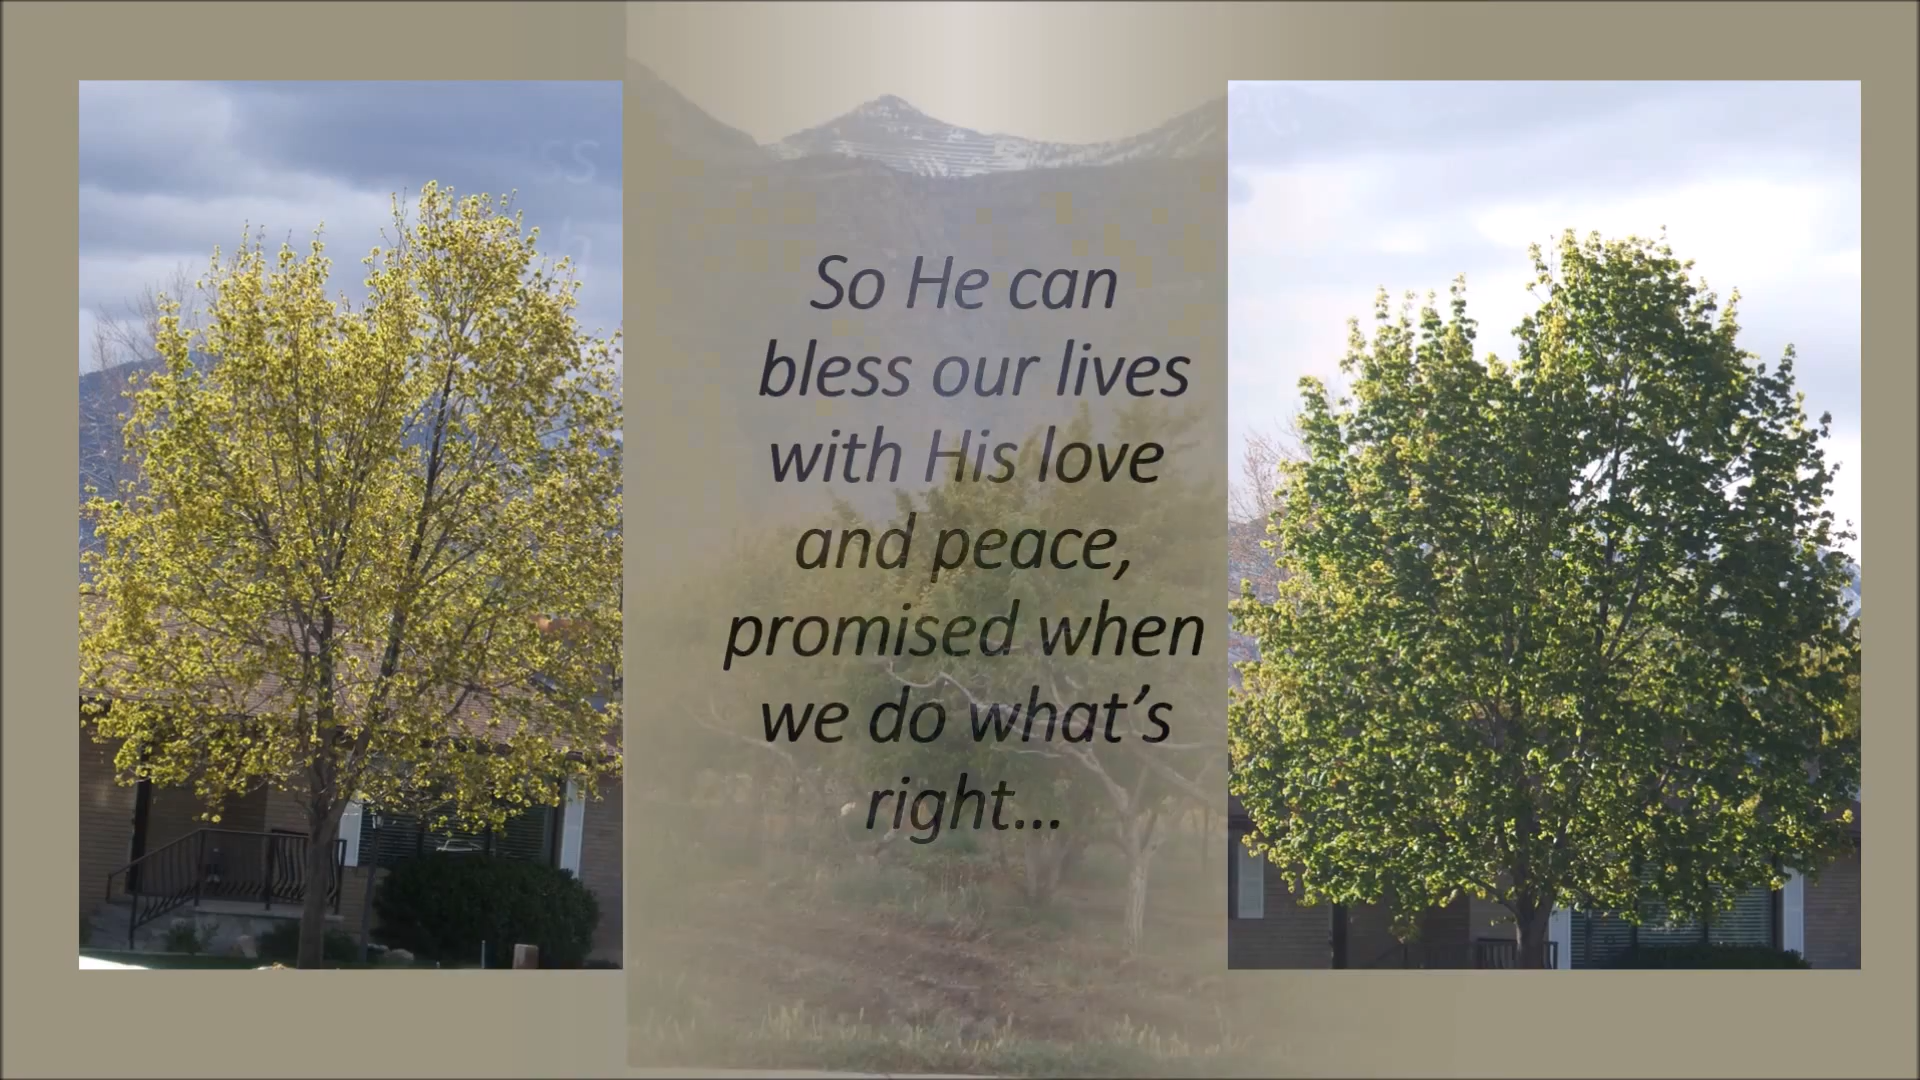 So He can
bless our lives
with His love
and peace,
promised when
we do what's
right...